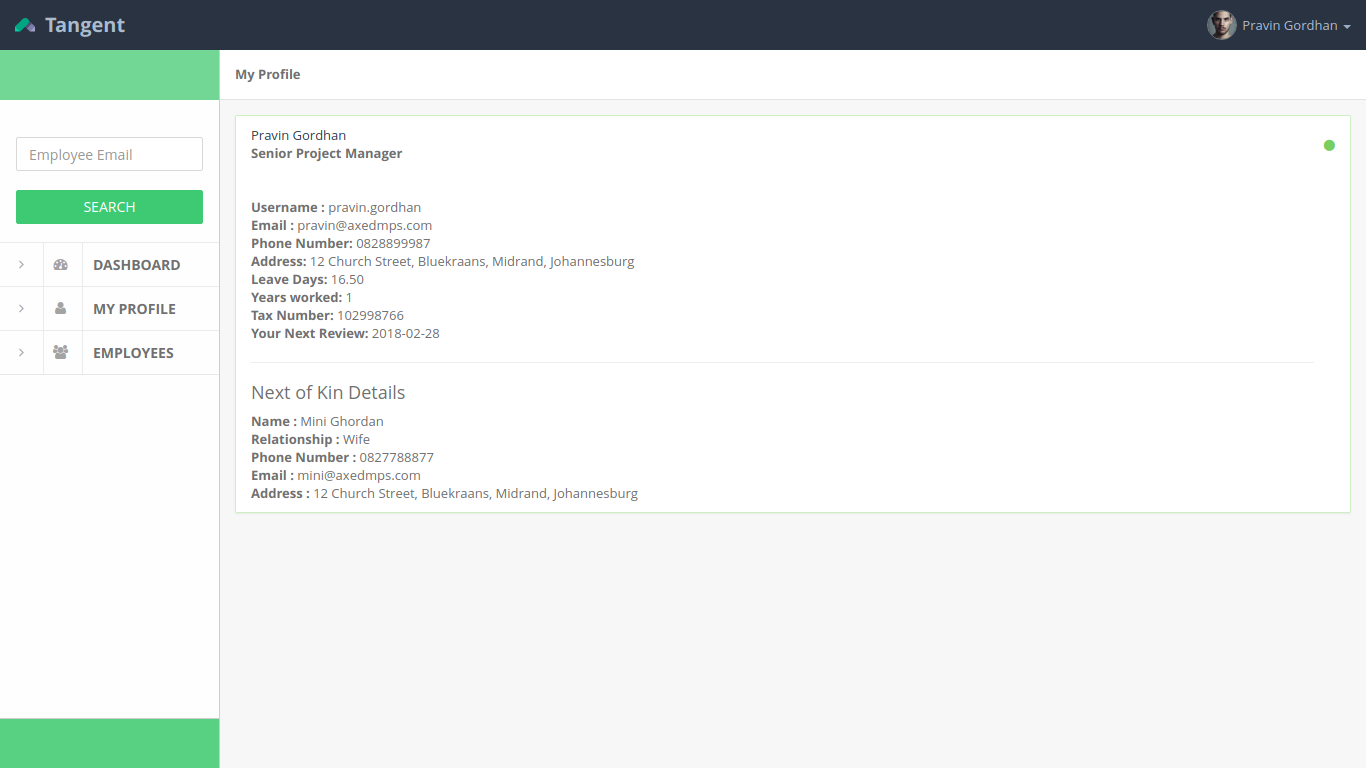 Tangent
Pravin Gordhan
My Profile
Employee Email
SEARCH
DASHBOARD
MY PROFILE
EMPLOYEES
Pravin Gordhan
Senior Project Manager
Username : pravin.gordhan
Email : pravin@axedmps.com
Phone Number: 0828899987
Address: 12 Church Street, Bluekraans, Midrand, Johannesburg
Leave Days: 16.50
Years worked: 1
Tax Number: 102998766
Your Next Review: 2018-02-28
Next of Kin Details
Name : Mini Ghordan
Relationship : Wife
Phone Number : 0827788877
Email : mini@axedmps.com
Address : 12 Church Street, Bluekraans, Midrand, Johannesburg